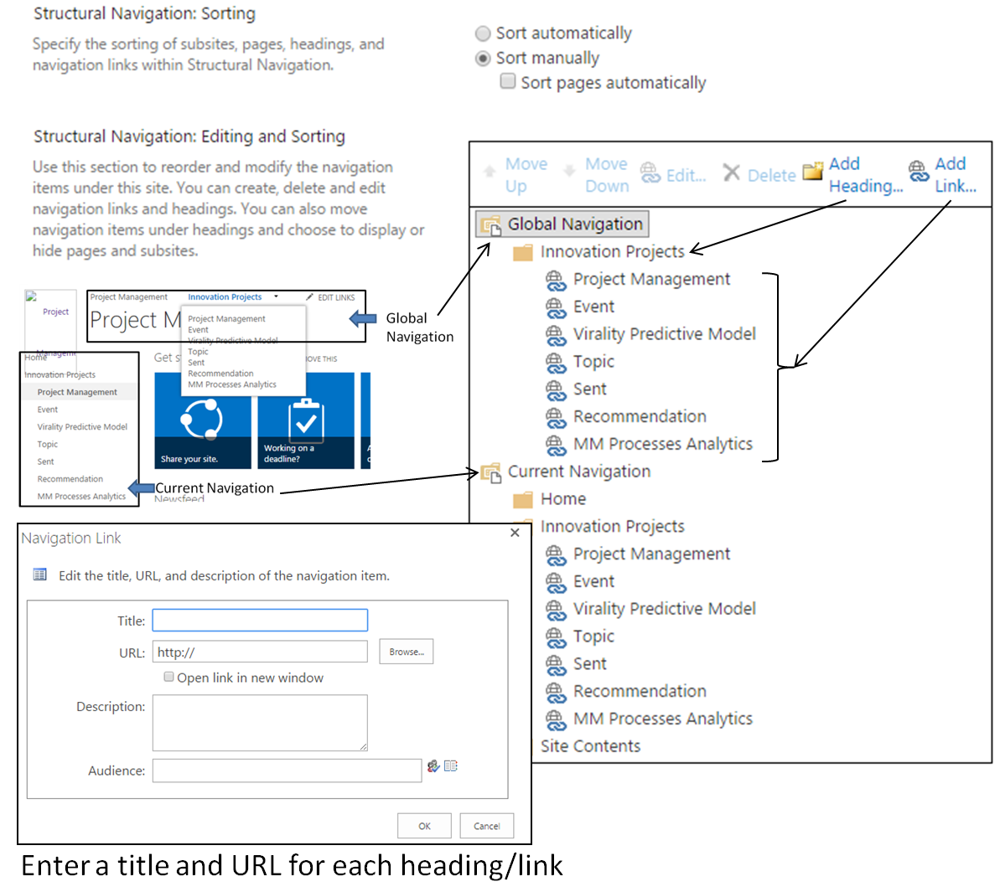 Structural Navigation: Sorting
Specify the sorting of subsites, pages, headings, and
navigation links within Structural Navigation.
Sort automatically
Sort manually
Sort pages automatically
Structural Navigation: Editing and Sorting
Use this section to reorder and modify the navigation
items under this site. You can create, delete and edit
navigation links and headings. You can also move
navigation items under headings and choose to display or
hide pages and subsites.
Move
Up
Move
Down
Edit...
Delete
Add
Heading...
Add
Link...
Global Navigation
Innovation Projects
Project Management
Event
Virality Predictive Model
Topic
Sent
Recommendation
MM Processes Analytics
Current Navigation
Home
Innovation Projects
Project Management
Event
Virality Predictive Model
Topic
Sent
Recommendation
MM Processes Analytics
Site Contents
Project
Managem
Project Management Innovation Projects EDIT LINKS
Project M
Project Management
Event
Virality Predictive Model
Topic
Sent
Recommendation
MM Processes Analytics
Global
Navigation
Home
Innovation Projects
Project Management
Event
Virality Predictive Model
Topic
Sent
Recommendation
MM Processes Analytics
Get s
OVE THIS
Share your site.
Working on a
deadline?
A
Current Navigation
Newsfeed
Navigation Link
Edit the title, URL, and description of the navigation item.
Title:
URL: http:// Browse...
Open link in new window
Description:
Audience:
OK Cancel
Enter a title and URL for each heading/link